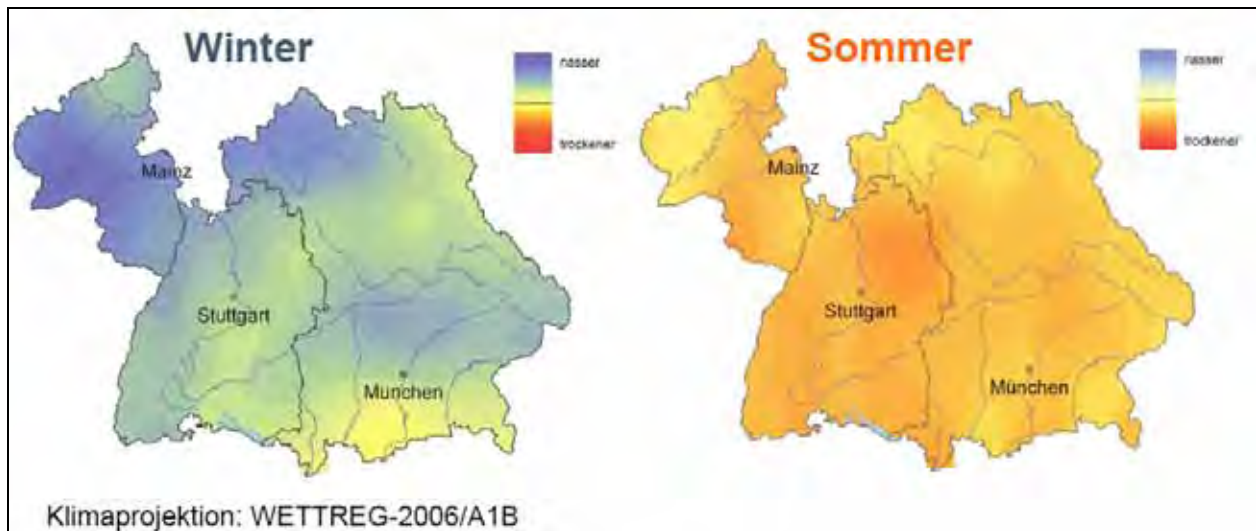 Winter
nasser
trockener
Mainz
Stuttgart
München
Sommer
nasser
trockener
Mainz
Stuttgart
München
Klimaprojektion: WETTREG-2006/A1B